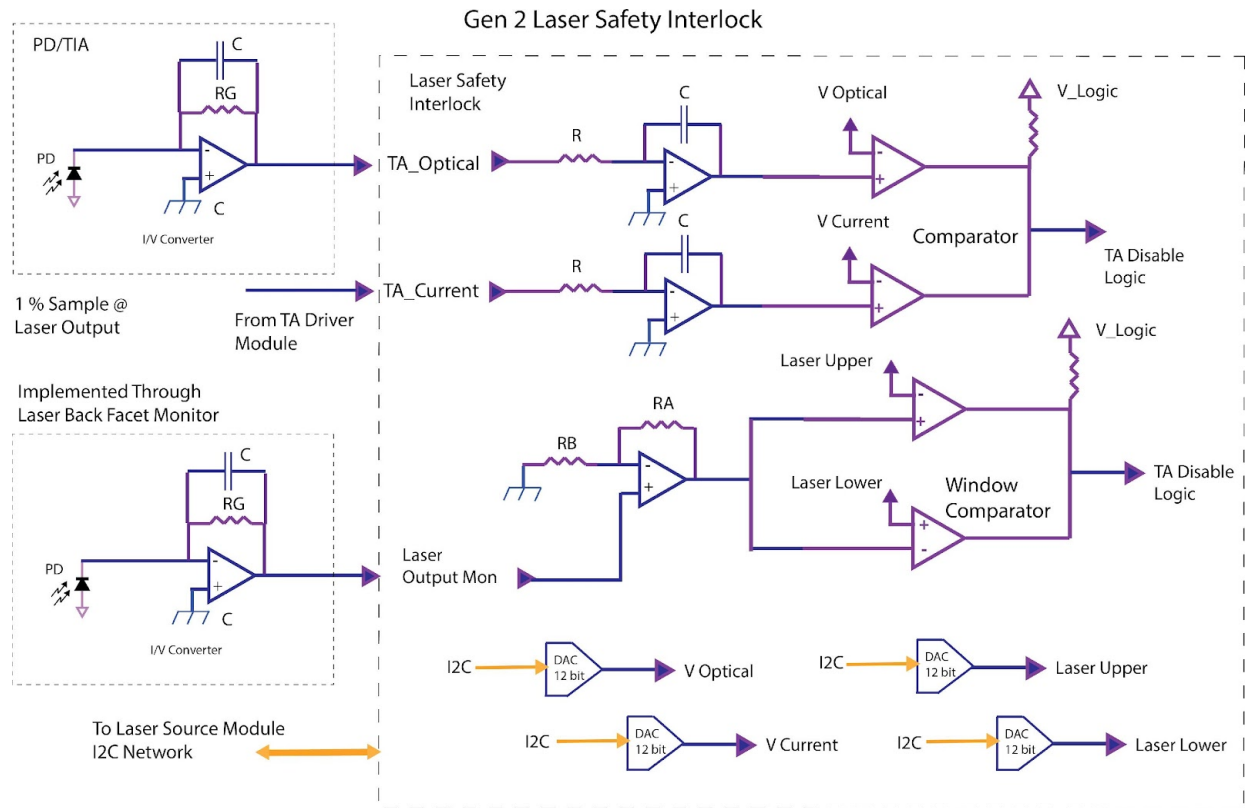 Gen 2 Laser Safety Interlock
PD/TIA
C
RG
PD
-
+
C
I/V Converter
1 % Sample @
Laser Output
From TA Driver
Module
Laser Safety
Interlock
TA_Optical
R
C
-
+
V Optical
-
+
V_Logic
TA_Current
R
C
-
+
V Current
-
+
Comparator
TA Disable
Logic
Implemented Through
Laser Back Facet Monitor
C
RG
PD
-
+
C
I/V Converter
Laser
Output Mon
RB
RA
-
+
Laser Upper
-
+
Laser Lower
+
-
Window
Comparator
V_Logic
TA Disable
Logic
To Laser Source Module
I2C Network
I2C
DAC
12 bit
V Optical
I2C
DAC
12 bit
Laser Upper
I2C
DAC
12 bit
V Current
I2C
DAC
12 bit
Laser Lower